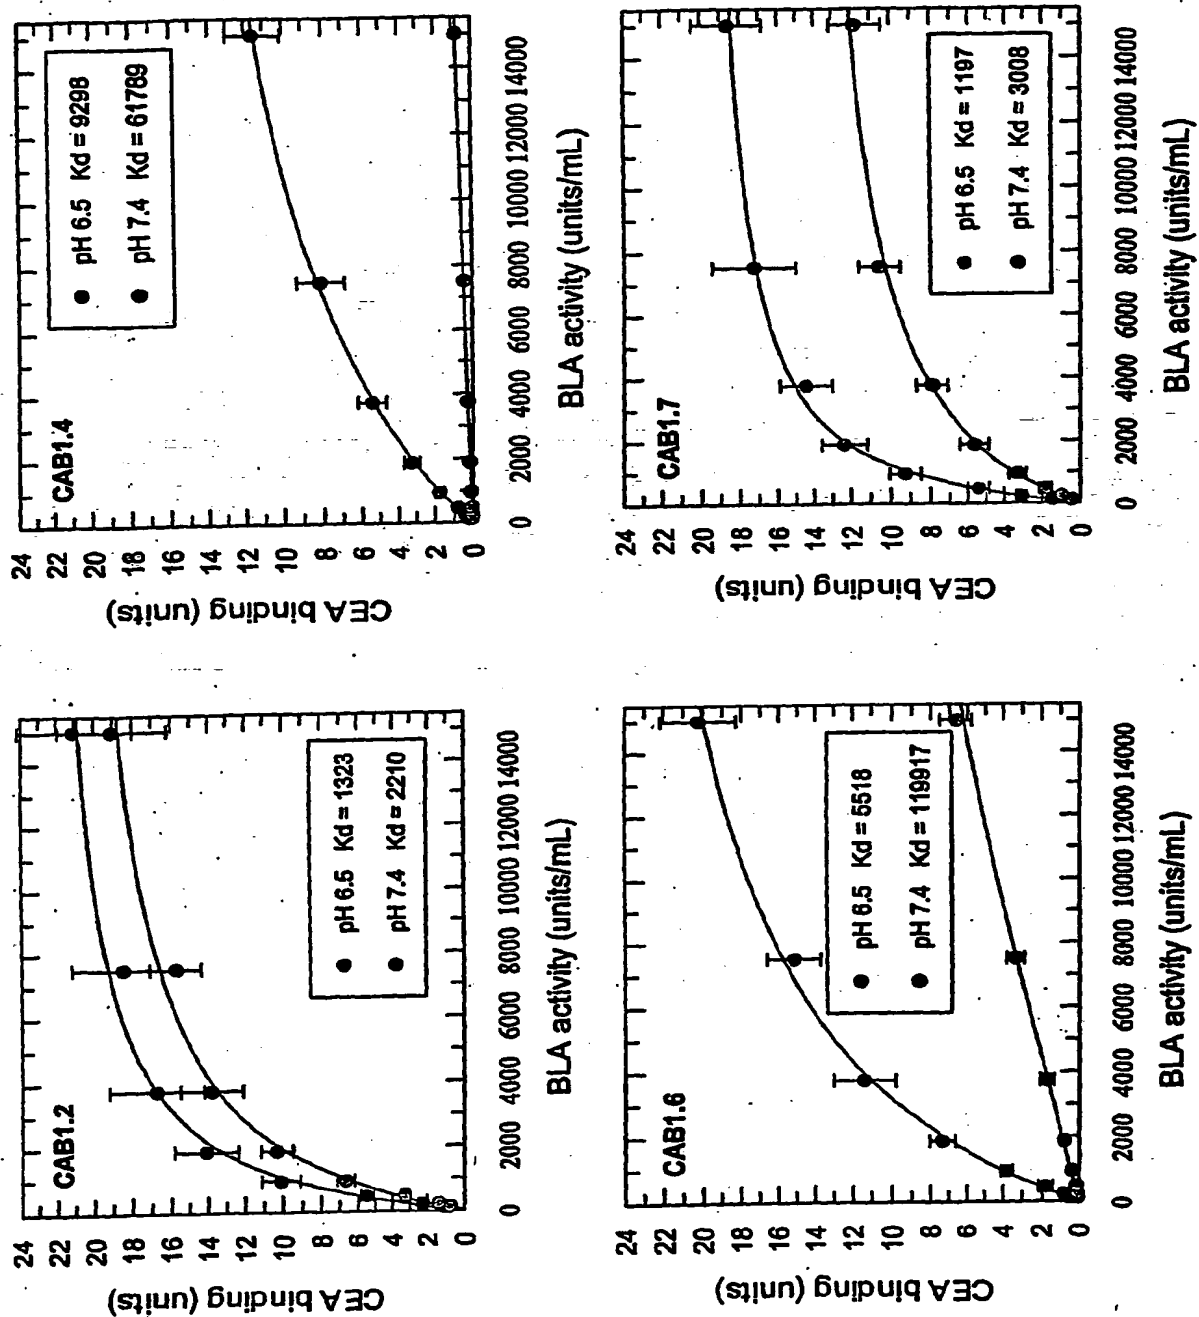 CAB1.2
24
22
20
18
16
14
12
10
8
6
4
2
0
CEA binding (units)
pH 6.5 Kd = 1323
pH 7.4 Kd = 2210
0 2000 4000 6000 8000 10000 12000 14000
BLA activity (units/mL)
CAB1.4
24
22
20
18
16
14
12
10
8
6
4
2
0
CEA binding (units)
pH 6.5 Kd = 9298
pH 7.4 Kd = 61789
0 2000 4000 6000 8000 10000 12000 14000
BLA activity (units/mL)
CAB1.6
24
22
20
18
16
14
12
10
8
6
4
2
0
CEA binding (units)
pH 6.5 Kd = 5518
pH 7.4 Kd = 119917
0 2000 4000 6000 8000 10000 12000 14000
BLA activity (units/mL)
CAB1.7
24
22
20
18
16
14
12
10
8
6
4
2
0
CEA binding (units)
pH 6.5 Kd = 1197
pH 7.4 Kd = 3008
0 2000 4000 6000 8000 10000 12000 14000
BLA activity (units/mL)